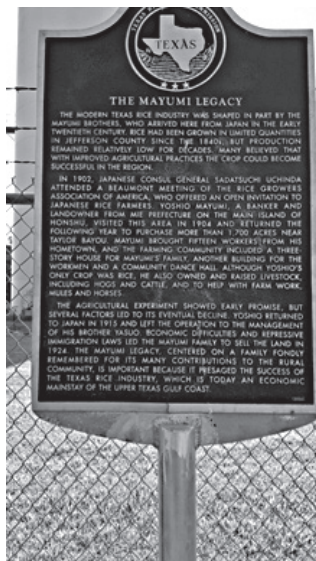 TEXAS
THE MAYUMI LEGACY
THE MODERN TEXAS RICE INDUSTRY WAS SHAPED IN PART BY THE
MAYUMI BROTHERS, WHO ARRIVED HERE FROM JAPAN IN THE EARLY
TWENTIETH CENTURY. RICE HAD BEEN GROWN IN LIMITED QUANTITIES
IN JEFFERSON COUNTY SINCE THE 1840s, BUT PRODUCTION
REMAINED RELATIVELY LOW FOR DECADES. MANY BELIEVED THAT
WITH IMPROVED AGRICULTURAL PRACTICES THE CROP COULD BECOME
SUCCESSFUL IN THE REGION.
IN 1902, JAPANESE CONSUL GENERAL SADATSUCHI UCHINDA
ATTENDED A BEAUMONT MEETING OF THE RICE GROWERS
ASSOCIATION OF AMERICA, WHO OFFERED AN OPEN INVITATION TO
JAPANESE RICE FARMERS. YOSHIO MAYUMI, A BANKER AND
LANDOWNER FROM MIE PREFECTURE ON THE MAIN ISLAND OF
HONSHU, VISITED THIS AREA IN 1904 AND RETURNED THE
FOLLOWING YEAR TO PURCHASE MORE THAN 1,700 ACRES NEAR
TAYLOR BAYOU. MAYUMI BROUGHT FIFTEEN WORKERS FROM HIS
HOMETOWN, AND THE FARMING COMMUNITY INCLUDED A THREE-
STORY HOUSE FOR MAYUMI'S FAMILY, ANOTHER BUILDING FOR THE
WORKMEN AND A COMMUNITY DANCE HALL. ALTHOUGH YOSHIO'S
ONLY CROP WAS RICE, HE ALSO OWNED AND RAISED LIVESTOCK,
INCLUDING HOGS AND CATTLE, AND TO HELP WITH FARM WORK,
MULES AND HORSES.
THE AGRICULTURAL EXPERIMENT SHOWED EARLY PROMISE, BUT
SEVERAL FACTORS LED TO ITS EVENTUAL DECLINE. YOSHIO RETURNED
TO JAPAN IN 1915 AND LEFT THE OPERATION TO THE MANAGEMENT
OF HIS BROTHER YASUO. ECONOMIC DIFFICULTIES AND REPRESSIVE
IMMIGRATION LAWS LED THE MAYUMI FAMILY TO SELL THE LAND IN
1924. THE MAYUMI LEGACY, CENTERED ON A FAMILY FONDLY
REMEMBERED FOR ITS MANY CONTRIBUTIONS TO THE RURAL
COMMUNITY, IS IMPORTANT BECAUSE IT PRESAGED THE SUCCESS OF
THE TEXAS RICE INDUSTRY, WHICH IS TODAY AN ECONOMIC
MAINSTAY OF THE UPPER TEXAS GULF COAST.